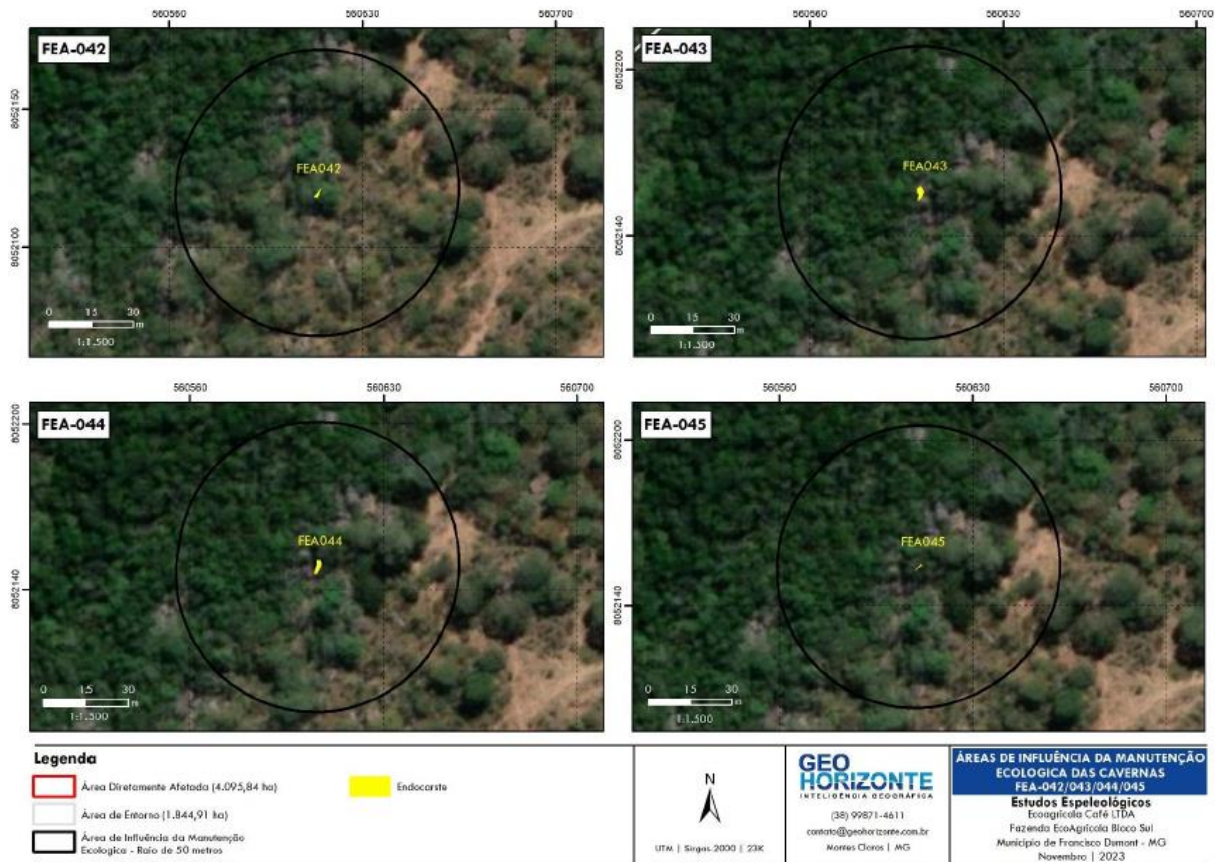 560560 560630 560700
560560 560630 560700
FEA-042
8052150
8052100
FEA042
0 15 30
m
1:1.500
FEA-043
8052200
8052140
FEA043
0 15 30
m
1:1.500
560560 560630 560700
560560 560630 560700
FEA-044
8052200
8052140
FEA044
0 15 30
m
1:1.500
FEA-045
8052200
8052140
FEA045
0 15 30
m
1:1.500
Legenda
Área Diretamente Afetada (4.095,84 ha)
Endocarste
Área de Entorno (1.844,91 ha)
Área de Influência da Manutenção
Ecologica - Raio de 50 metros
N
UTM | Sirgas-2000 | 23K
GEO
HORIZONTE
INTELIGÊNCIA GEOGRÁFICA
(38) 99871-4611
contato@geohorizonte.com.br
Montes Claros | MG
ÁREAS DE INFLUÊNCIA DA MANUTENÇÃO
ECOLOGICA DAS CAVERNAS
FEA-042/043/044/045
Estudos Espeleológicos
Ecoagrícola Café LTDA
Fazenda EcoAgrícola Bloco Sul
Município de Francisco Dumont - MG
Novembro | 2023